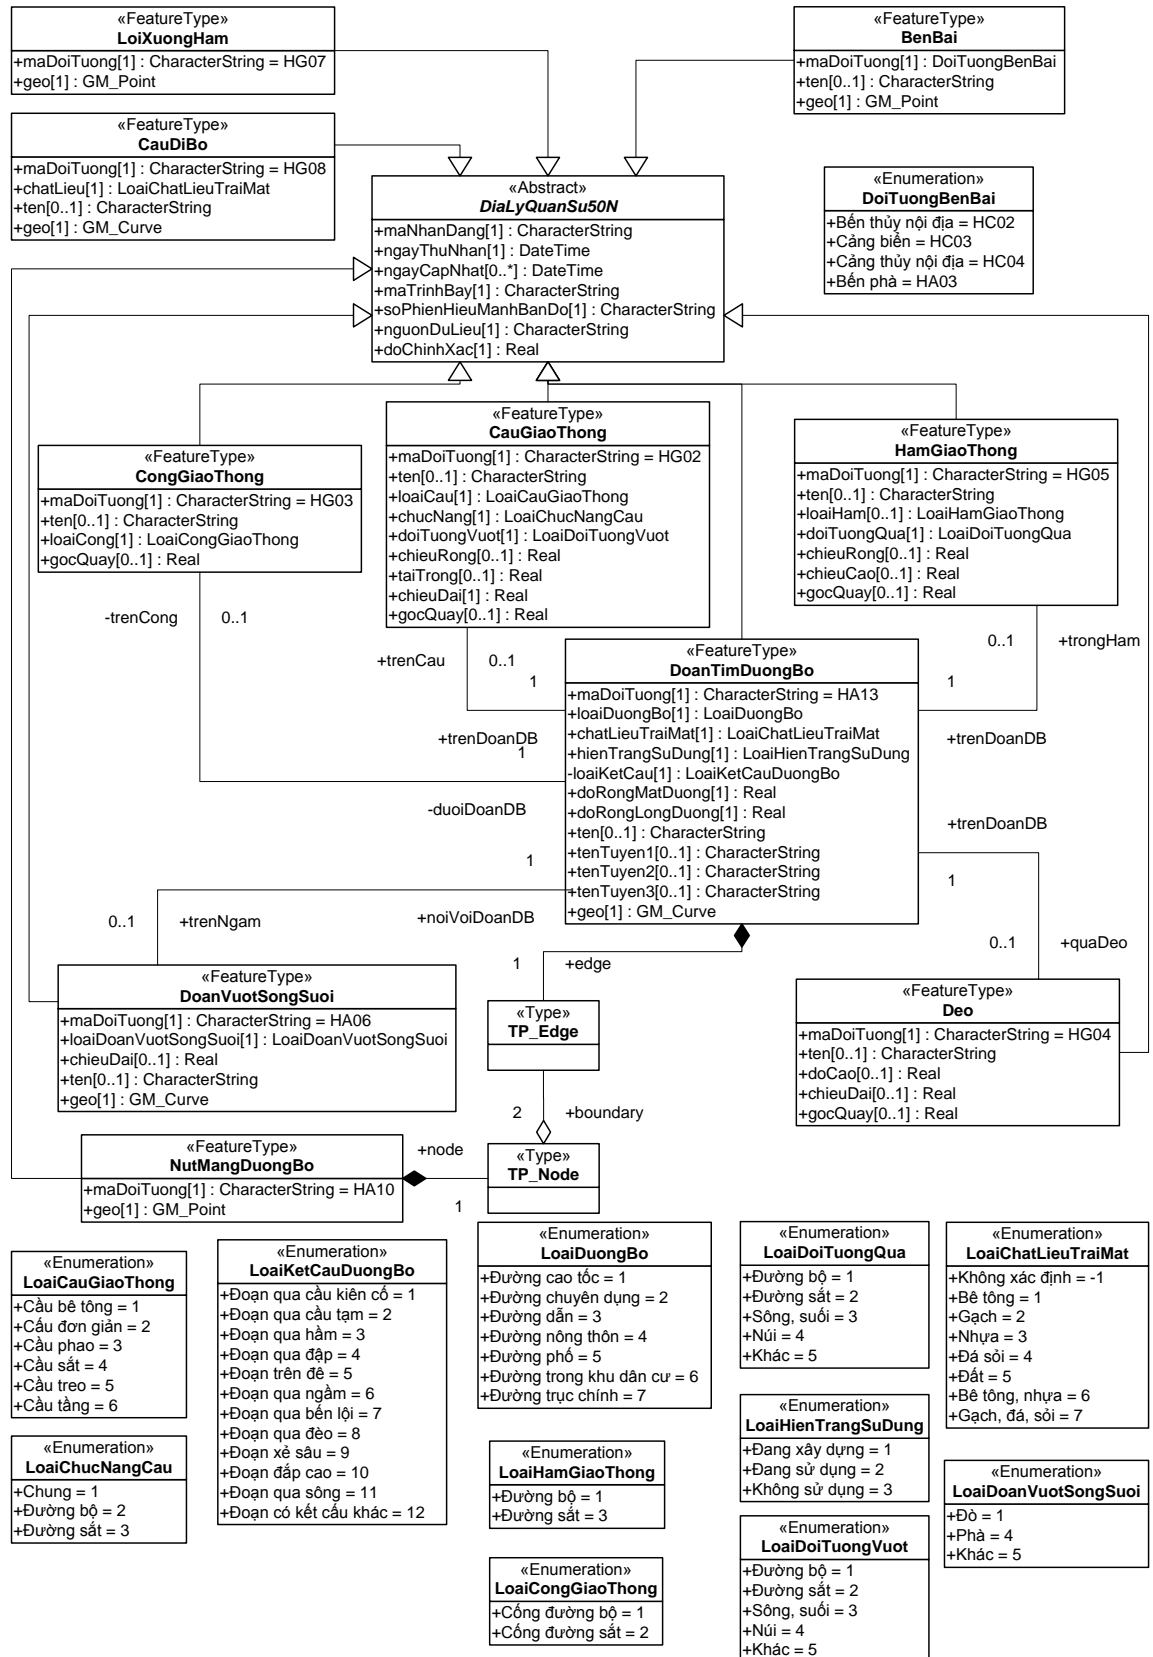 «FeatureType»
LoiXuongHam
+maDoiTuong[1] : CharacterString = HG07
+geo[1] : GM_Point
«FeatureType»
BenBai
+maDoiTuong[1] : DoiTuongBenBai
+ten[0..1] : CharacterString
+geo[1] : GM_Point
«FeatureType»
CauDiBo
+maDoiTuong[1] : CharacterString = HG08
+chatLieu[1] : LoaiChatLieuTraiMat
+ten[0..1] : CharacterString
+geo[1] : GM_Curve
«Abstract»
DiaLyQuanSu50N
+maNhanDang[1] : CharacterString
+ngayThuNhan[1] : DateTime
+ngayCapNhat[0..*] : DateTime
+maTrinhBay[1] : CharacterString
+soPhienHieuManhBanDo[1] : CharacterString
+nguonDuLieu[1] : CharacterString
+doChinhXac[1] : Real
«Enumeration»
DoiTuongBenBai
+Bến thủy nội địa = HC02
+Cảng biển = HC03
+Cảng thủy nội địa = HC04
+Bến phà = HA03
«FeatureType»
CongGiaoThong
+maDoiTuong[1] : CharacterString = HG03
+ten[0..1] : CharacterString
+loaiCong[1] : LoaiCongGiaoThong
+gocQuay[0..1] : Real
«FeatureType»
CauGiaoThong
+maDoiTuong[1] : CharacterString = HG02
+ten[0..1] : CharacterString
+loaiCau[1] : LoaiCauGiaoThong
+chucNang[1] : LoaiChucNangCau
+doiTuongVuot[1] : LoaiDoiTuongVuot
+chieuRong[0..1] : Real
+taiTrong[0..1] : Real
+chieuDai[1] : Real
+gocQuay[0..1] : Real
«FeatureType»
HamGiaoThong
+maDoiTuong[1] : CharacterString = HG05
+ten[0..1] : CharacterString
+loaiHam[0..1] : LoaiHamGiaoThong
+doiTuongQua[1] : LoaiDoiTuongQua
+chieuRong[0..1] : Real
+chieuCao[0..1] : Real
+gocQuay[0..1] : Real
-trenCong
0..1
+trenCau
0..1
1
0..1
+trongHam
1
«FeatureType»
DoanTimDuongBo
+maDoiTuong[1] : CharacterString = HA13
+loaiDuongBo[1] : LoaiDuongBo
+chatLieuTraiMat[1] : LoaiChatLieuTraiMat
+hienTrangSuDung[1] : LoaiHienTrangSuDung
-loaiKetCau[1] : LoaiKetCauDuongBo
+doRongMatDuong[1] : Real
+doRongLongDuong[1] : Real
+ten[0..1] : CharacterString
+tenTuyen1[0..1] : CharacterString
+tenTuyen2[0..1] : CharacterString
+tenTuyen3[0..1] : CharacterString
+geo[1] : GM_Curve
+trenDoanDB
1
+trenDoanDB
-duoiDoanDB
+trenDoanDB
1
1
0..1
+trenNgam
+noiVoiDoanDB
0..1
+quaDeo
1
+edge
«FeatureType»
DoanVuotSongSuoi
+maDoiTuong[1] : CharacterString = HA06
+loaiDoanVuotSongSuoi[1] : LoaiDoanVuotSongSuoi
+chieuDai[0..1] : Real
+ten[0..1] : CharacterString
+geo[1] : GM_Curve
«Type»
TP_Edge
«FeatureType»
Deo
+maDoiTuong[1] : CharacterString = HG04
+ten[0..1] : CharacterString
+doCao[0..1] : Real
+chieuDai[0..1] : Real
+gocQuay[0..1] : Real
2
+boundary
«FeatureType»
NutMangDuongBo
+maDoiTuong[1] : CharacterString = HA10
+geo[1] : GM_Point
+node
1
«Type»
TP_Node
«Enumeration»
LoaiCauGiaoThong
+Cầu bê tông = 1
+Cấu đơn giản = 2
+Cầu phao = 3
+Cầu sắt = 4
+Cầu treo = 5
+Cầu tầng = 6
«Enumeration»
LoaiKetCauDuongBo
+Đoạn qua cầu kiên cố = 1
+Đoạn qua cầu tạm = 2
+Đoạn qua hầm = 3
+Đoạn qua đập = 4
+Đoạn trên đê = 5
+Đoạn qua ngầm = 6
+Đoạn qua bến lội = 7
+Đoạn qua đèo = 8
+Đoạn xẻ sâu = 9
+Đoạn đắp cao = 10
+Đoạn qua sông = 11
+Đoạn có kết cấu khác = 12
«Enumeration»
LoaiDuongBo
+Đường cao tốc = 1
+Đường chuyên dụng = 2
+Đường dẫn = 3
+Đường nông thôn = 4
+Đường phố = 5
+Đường trong khu dân cư = 6
+Đường trục chính = 7
«Enumeration»
LoaiDoiTuongQua
+Đường bộ = 1
+Đường sắt = 2
+Sông, suối = 3
+Núi = 4
+Khác = 5
«Enumeration»
LoaiChatLieuTraiMat
+Không xác định = -1
+Bê tông = 1
+Gạch = 2
+Nhựa = 3
+Đá sỏi = 4
+Đất = 5
+Bê tông, nhựa = 6
+Gạch, đá, sỏi = 7
«Enumeration»
LoaiChucNangCau
+Chung = 1
+Đường bộ = 2
+Đường sắt = 3
«Enumeration»
LoaiHamGiaoThong
+Đường bộ = 1
+Đường sắt = 3
«Enumeration»
LoaiHienTrangSuDung
+Đang xây dựng = 1
+Đang sử dụng = 2
+Không sử dụng = 3
«Enumeration»
LoaiDoanVuotSongSuoi
+Đò = 1
+Phà = 4
+Khác = 5
«Enumeration»
LoaiCongGiaoThong
+Cống đường bộ = 1
+Cống đường sắt = 2
«Enumeration»
LoaiDoiTuongVuot
+Đường bộ = 1
+Đường sắt = 2
+Sông, suối = 3
+Núi = 4
+Khác = 5